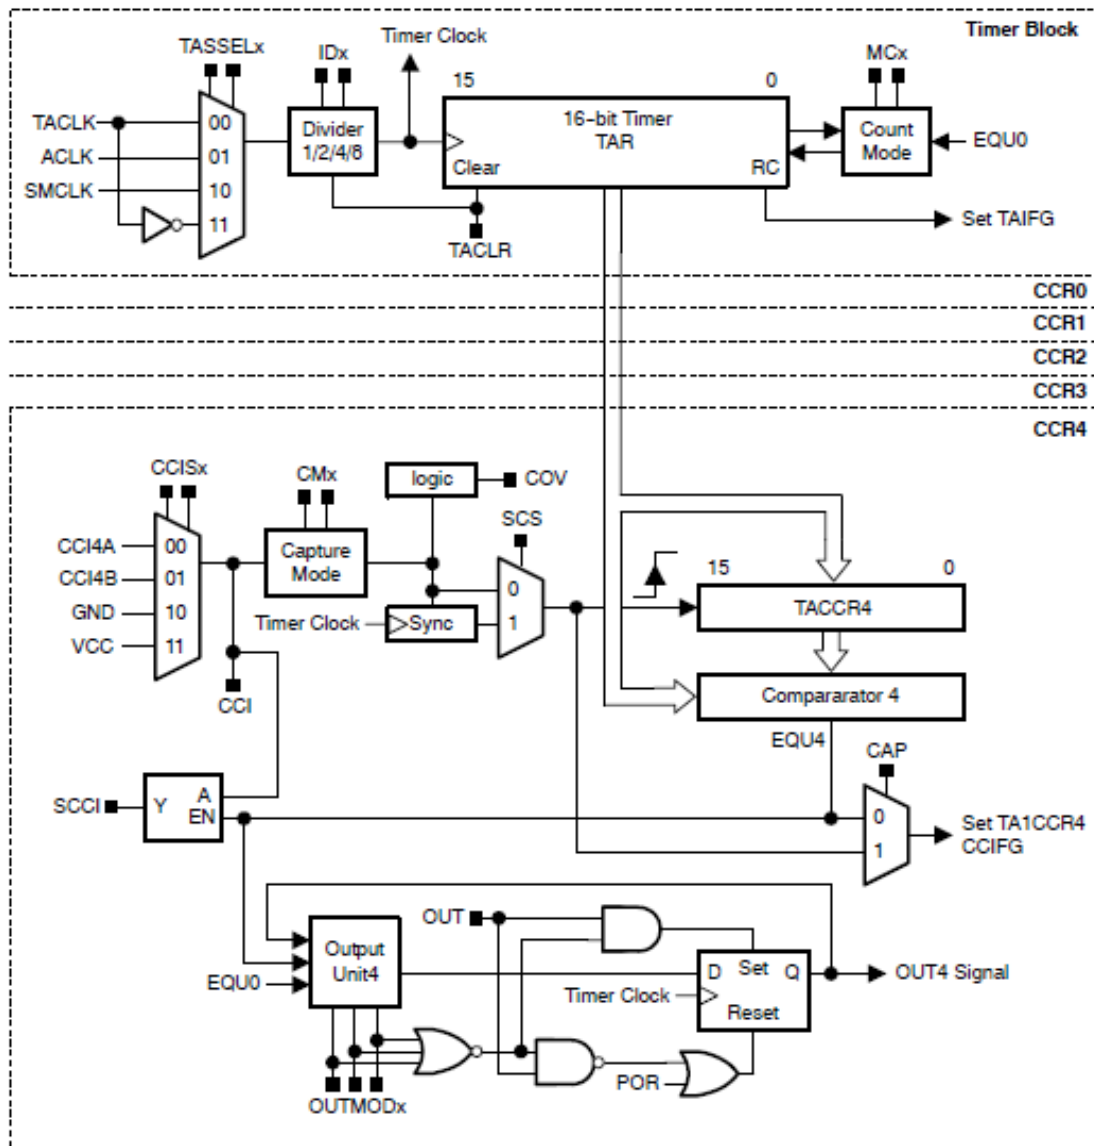 Timer Block
Timer Clock
TASSELx
IDx
15
0
MCx
TACLK
ACLK
SMCLK
00
01
10
11
Divider
1/2/4/8
16-bit Timer
TAR
Clear
RC
Count
Mode
EQU0
Set TAIFG
TACLR
CCR0
CCR1
CCR2
CCR3
CCR4
CCISx
CMx
logic
COV
SCS
CCI4A
CCI4B
GND
VCC
00
01
10
11
Capture
Mode
Timer Clock
Sync
0
1
15
0
TACCR4
Compararator 4
EQU4
CCI
CAP
SCCI
Y
A
EN
0
1
Set TA1CCR4
CCIFG
OUT
Output
Unit4
EQU0
D
Set
Q
Timer Clock
Reset
OUT4 Signal
POR
OUTMODx